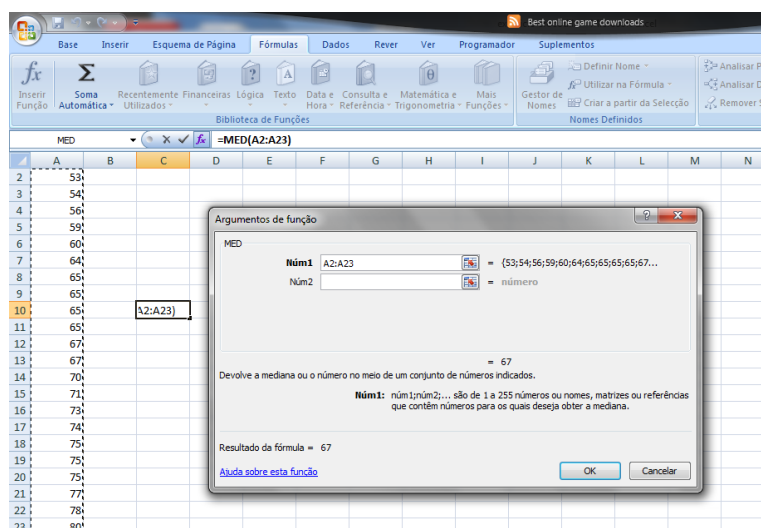 Best online game downloads
Base Inserir Esquema de Página Fórmulas Dados Rever Ver Programador Suplementos
fx Σ ? A θ
Inserir Função Soma Automática Recentemente Utilizados Financeiras Lógica Texto Data e Hora Consulta e Referência Matemática e Trigonometria Mais Funções Gestor de Nomes
Definir Nome
Utilizar na Fórmula
Criar a partir da Selecção
Analisar P
Analisar D
Remover S
Biblioteca de Funções Nomes Definidos
MED fx =MED(A2:A23)
A B C D E F G H I J K L M N
2 53
3 54
4 56
5 59
6 60
7 64
8 65
9 65
10 65 A2:A23)
11 65
12 67
13 67
14 70
15 71
16 73
17 74
18 75
19 75
20 75
21 77
22 78
23 80
Argumentos de função
MED
Núm1 A2:A23 = {53;54;56;59;60;64;65;65;65;65;67...
Núm2 = número
= 67
Devolve a mediana ou o número no meio de um conjunto de números indicados.
Núm1: núm1;núm2;... são de 1 a 255 números ou nomes, matrizes ou referências
que contêm números para os quais deseja obter a mediana.
Resultado da fórmula = 67
Ajuda sobre esta função OK Cancelar